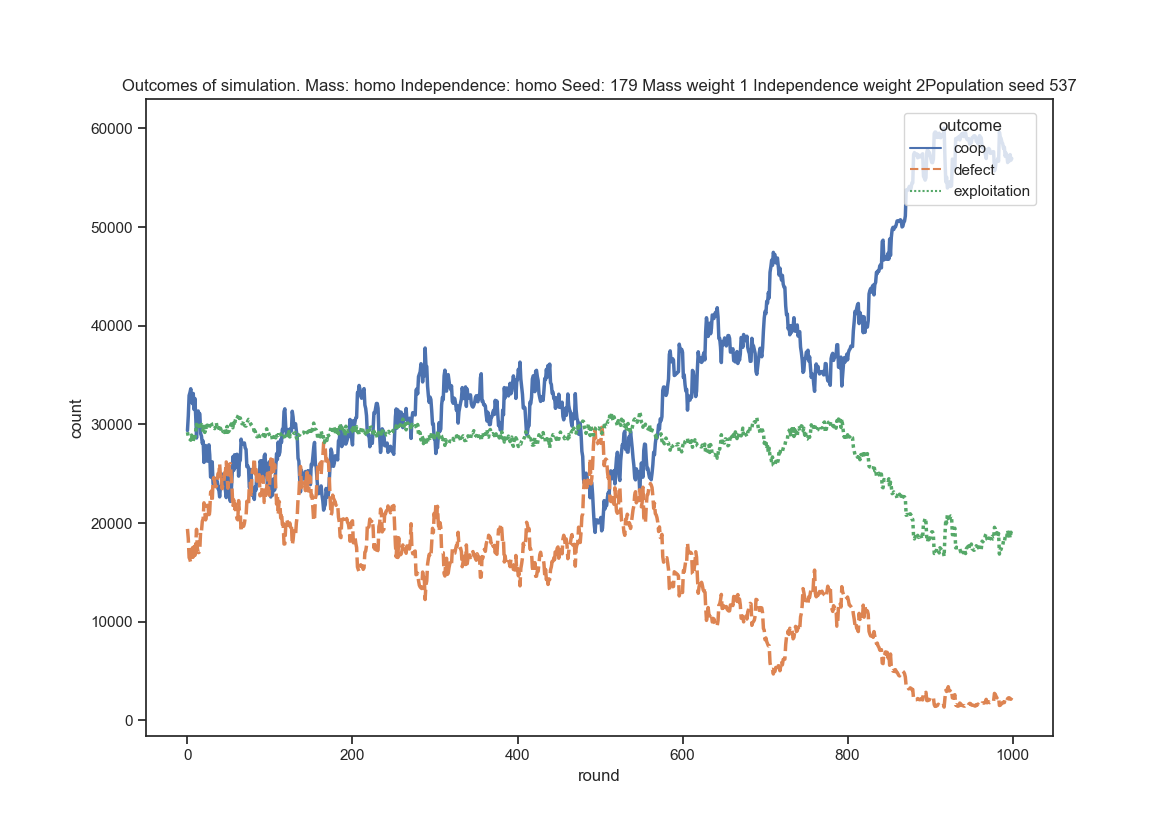 Outcomes of simulation. Mass: homo Independence: homo Seed: 179 Mass weight 1 Independence weight 2Population seed 537
outcome
coop
defect
exploitation
60000
50000
40000
30000
20000
10000
0
count
0 200 400 600 800 1000
round